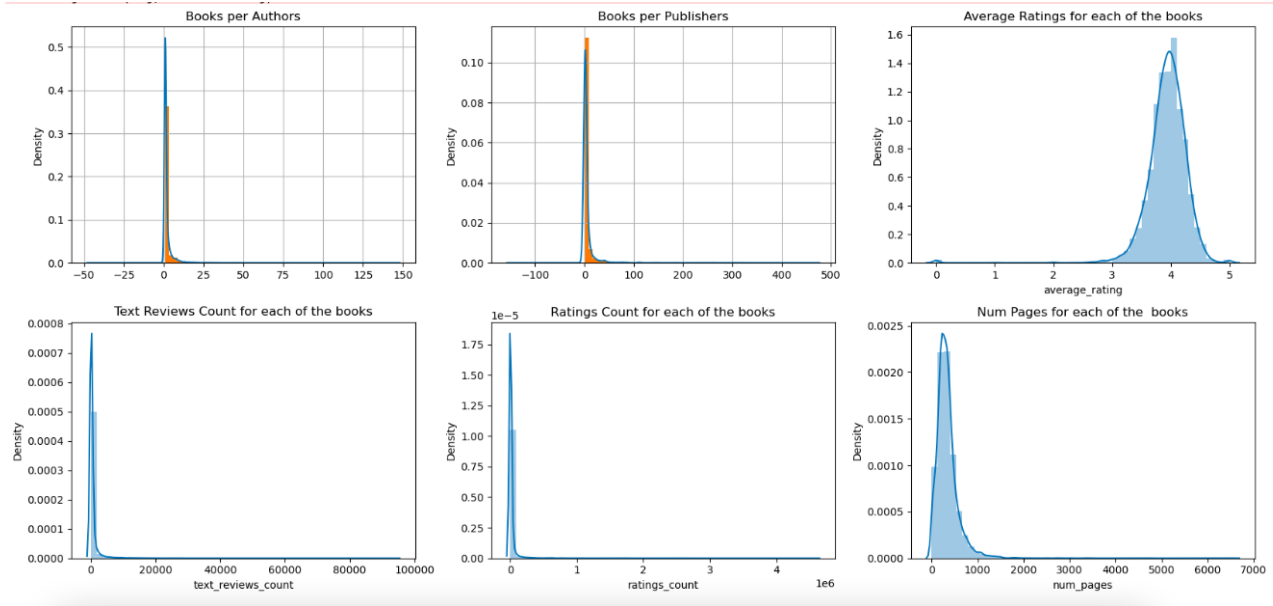 Books per Authors
Density
0.5
0.4
0.3
0.2
0.1
0.0
−50 −25 0 25 50 75 100 125 150
Books per Publishers
Density
0.10
0.08
0.06
0.04
0.02
0.00
−100 0 100 200 300 400 500
Average Ratings for each of the books
Density
1.6
1.4
1.2
1.0
0.8
0.6
0.4
0.2
0.0
0 1 2 3 4 5
average_rating
Text Reviews Count for each of the books
Density
0.0008
0.0007
0.0006
0.0005
0.0004
0.0003
0.0002
0.0001
0.0000
0 20000 40000 60000 80000 100000
text_reviews_count
Ratings Count for each of the books
1e−5
Density
1.75
1.50
1.25
1.00
0.75
0.50
0.25
0.00
0 1 2 3 4
1e6
ratings_count
Num Pages for each of the  books
Density
0.0025
0.0020
0.0015
0.0010
0.0005
0.0000
0 1000 2000 3000 4000 5000 6000 7000
num_pages